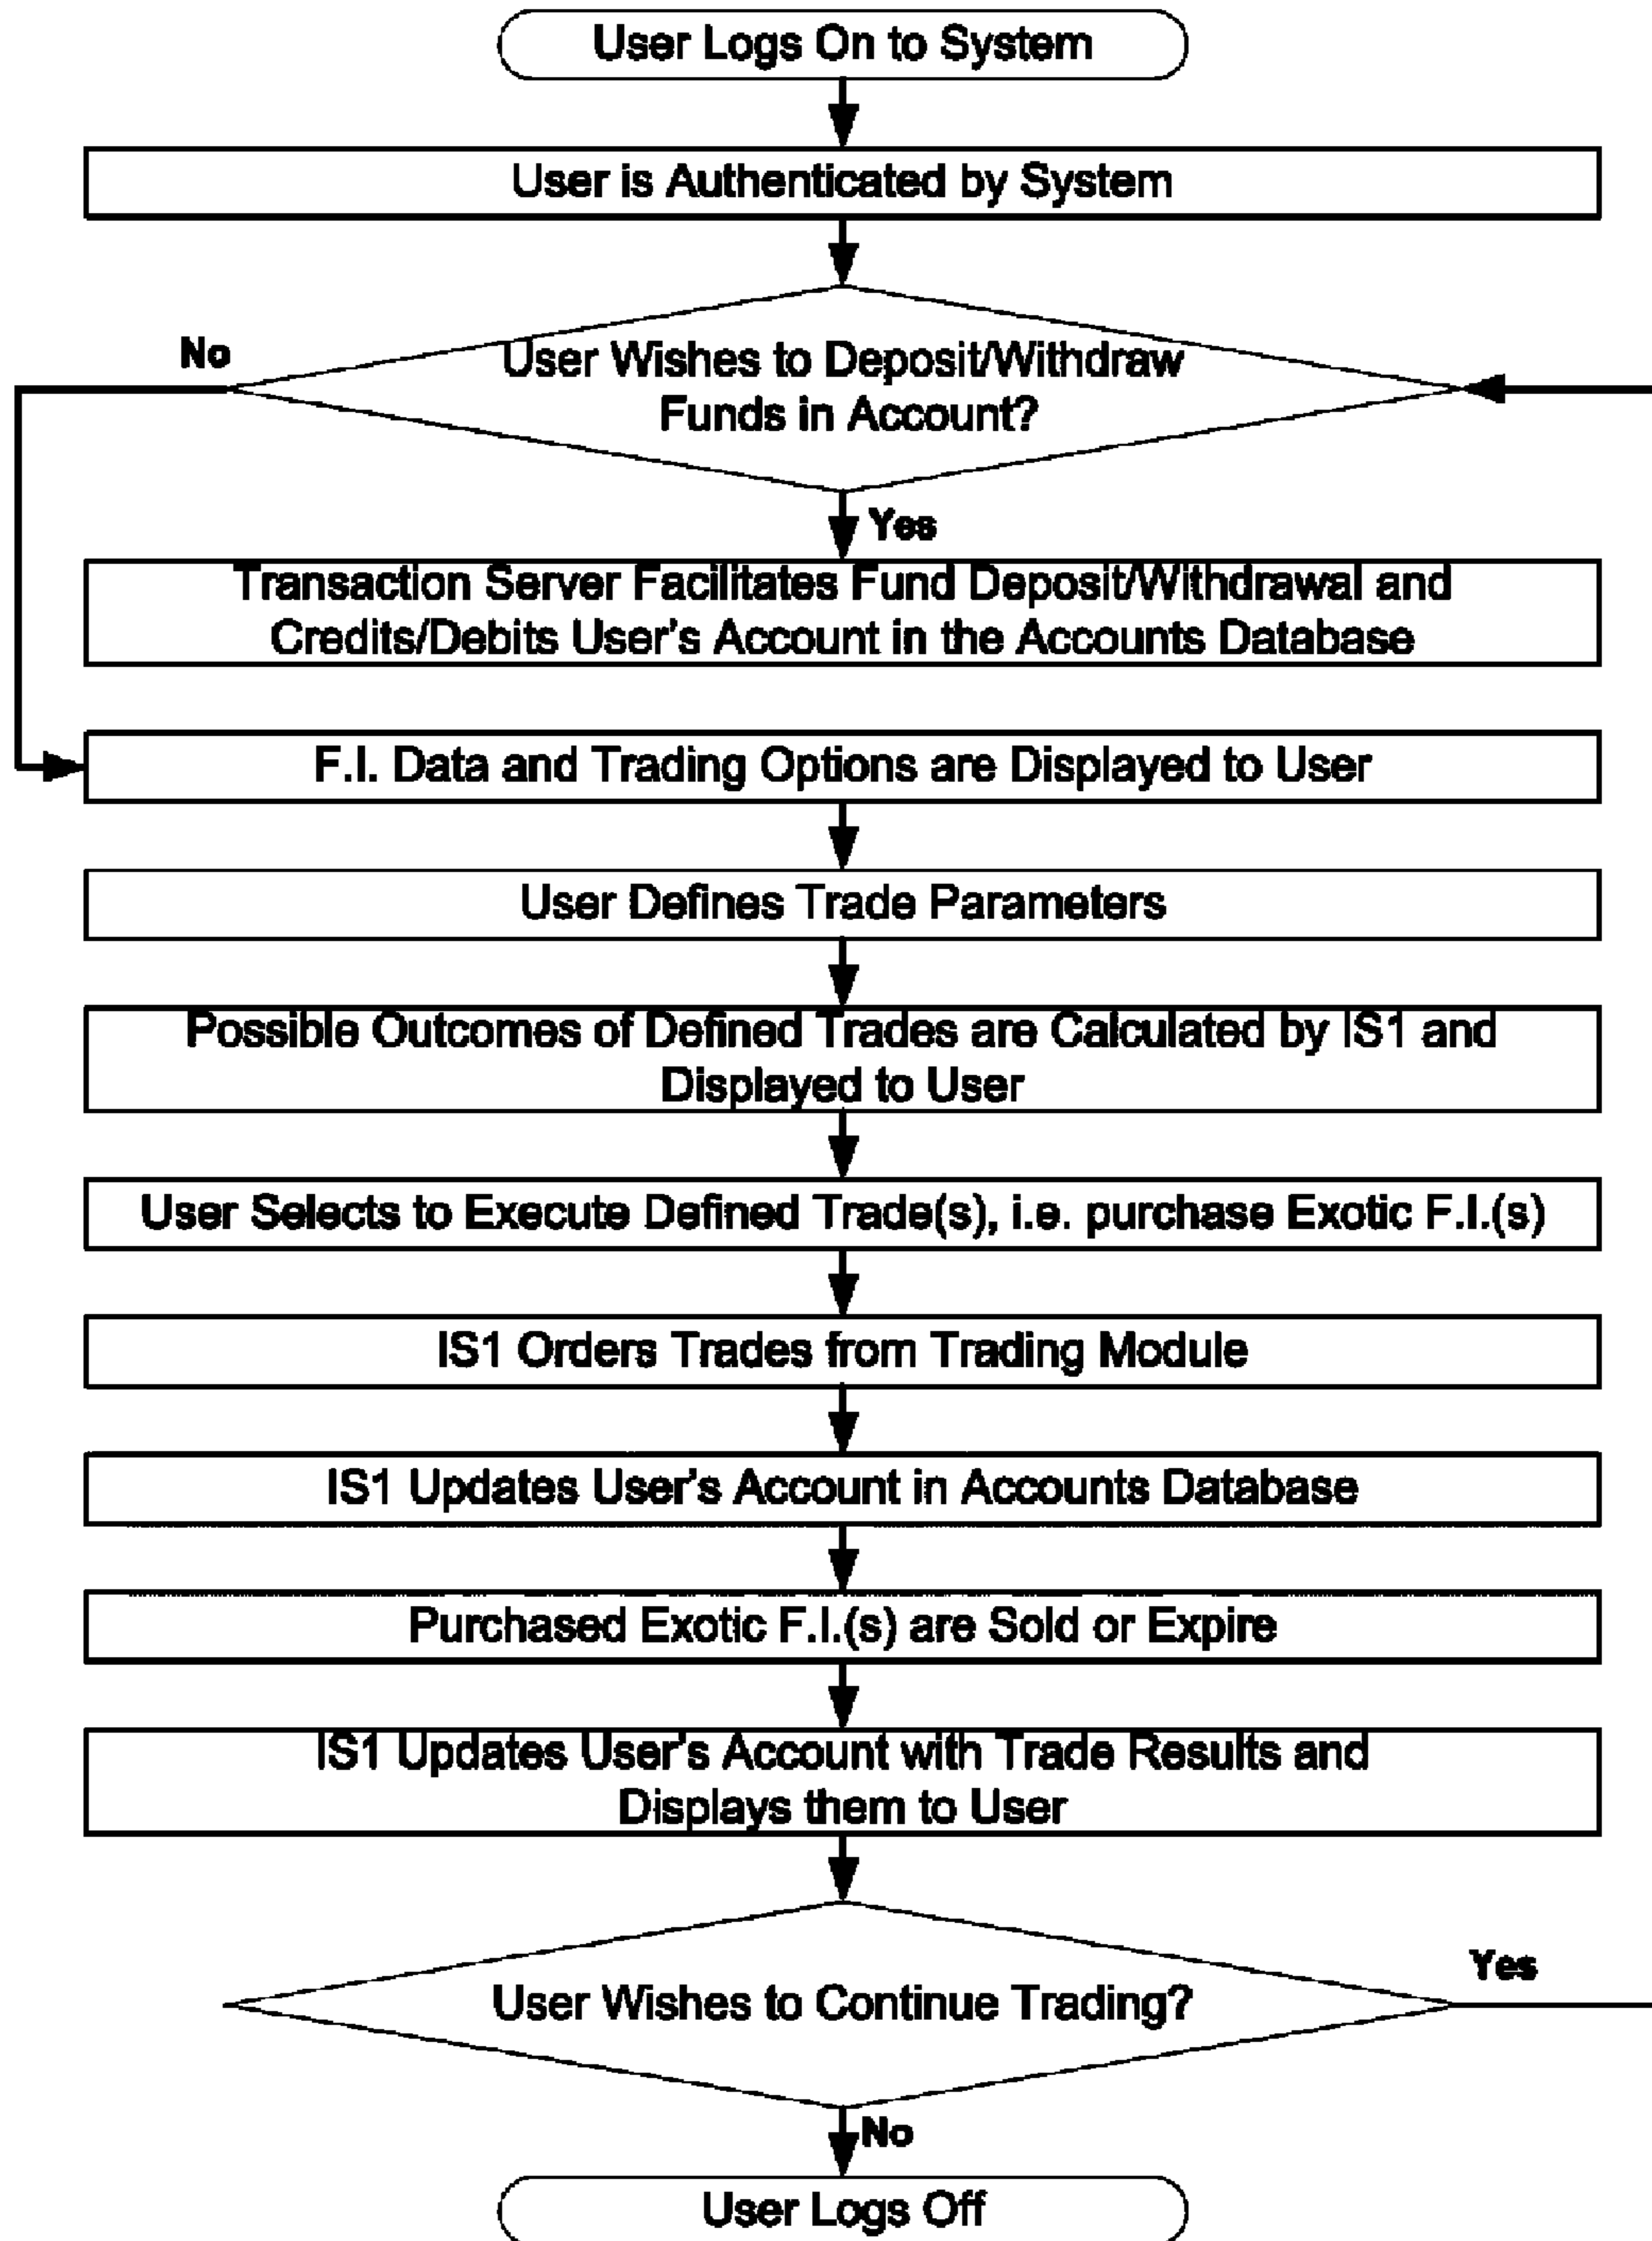 User Logs On to System
User is Authenticated by System
No
User Wishes to Deposit/Withdraw
Funds in Account?
Yes
Transaction Server Facilitates Fund Deposit/Withdrawal and
Credits/Debits User's Account in the Accounts Database
F.I. Data and Trading Options are Displayed to User
User Defines Trade Parameters
Possible Outcomes of Defined Trades are Calculated by IS1 and
Displayed to User
User Selects to Execute Defined Trade(s), i.e. purchase Exotic F.I.(s)
IS1 Orders Trades from Trading Module
IS1 Updates User's Account in Accounts Database
Purchased Exotic F.I.(s) are Sold or Expire
IS1 Updates User's Account with Trade Results and
Displays them to User
Yes
User Wishes to Continue Trading?
No
User Logs Off